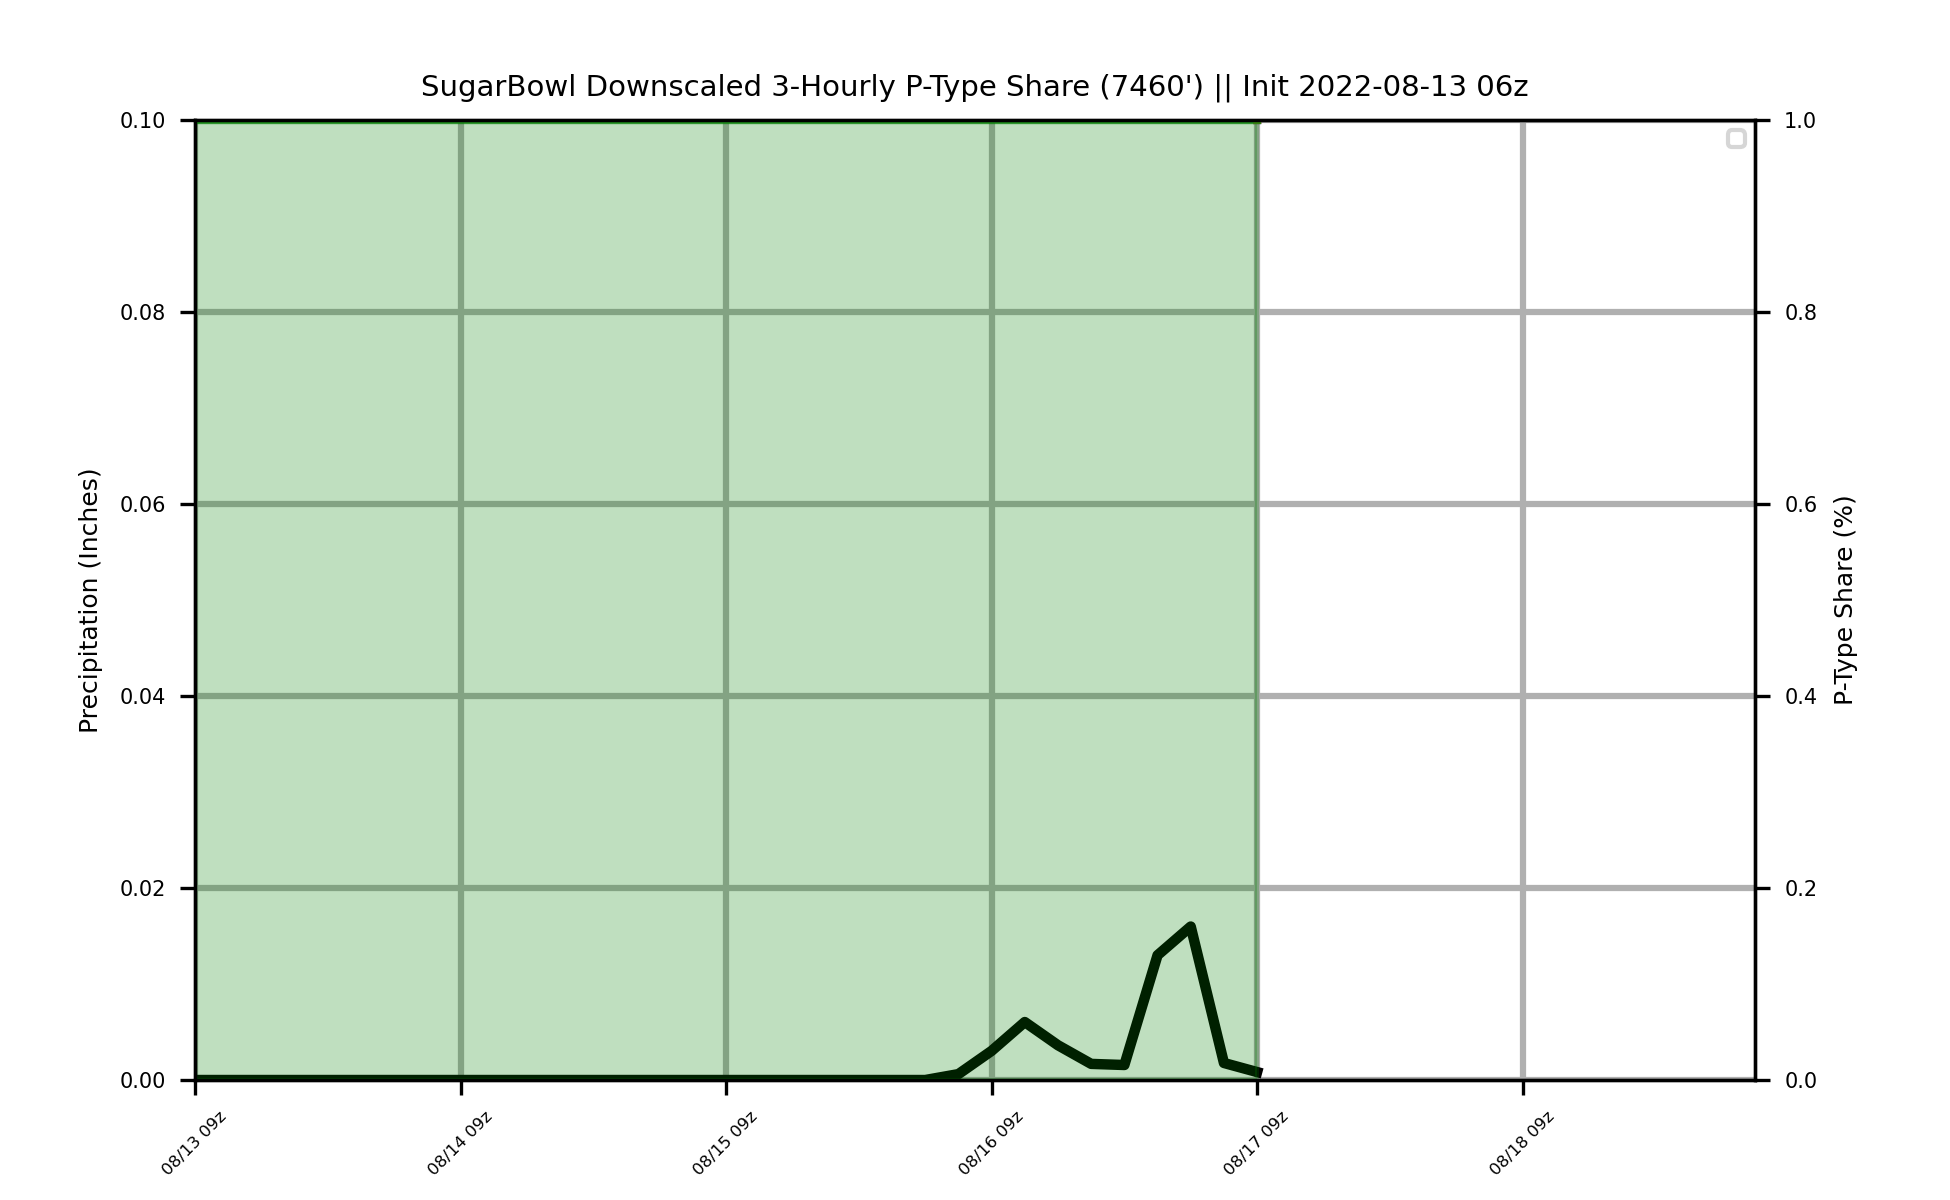 SugarBowl Downscaled 3-Hourly P-Type Share (7460') || Init 2022-08-13 06z
0.10
0.08
0.06
0.04
0.02
0.00
Precipitation (Inches)
1.0
0.8
0.6
0.4
0.2
0.0
P-Type Share (%)
08/13 09z
08/14 09z
08/15 09z
08/16 09z
08/17 09z
08/18 09z